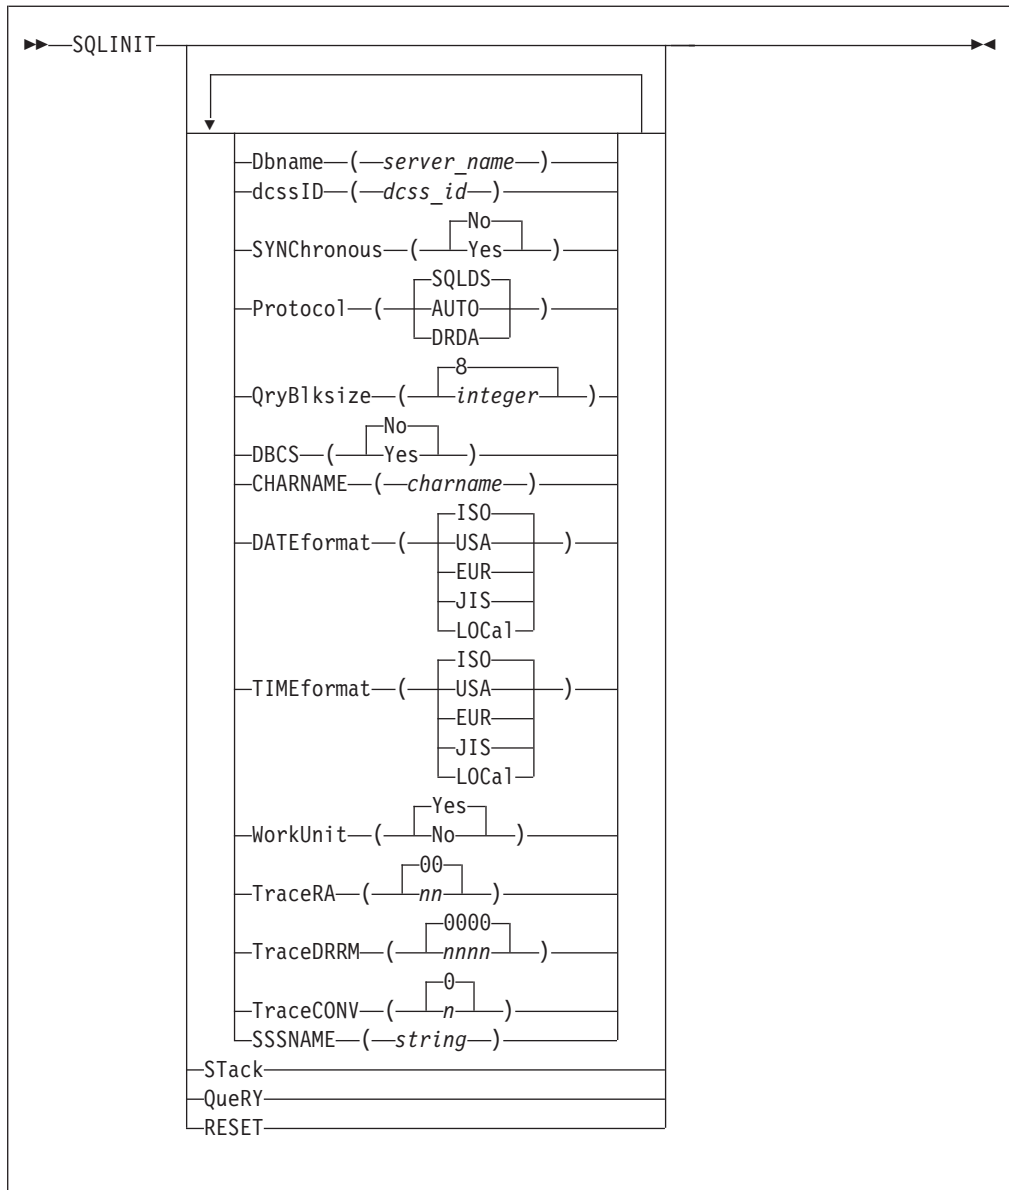 SQLINIT
Dbname ( server_name )
dcssID ( dcss_id )
No
SYNChronous ( Yes )
SQLDS
Protocol ( AUTO )
DRDA
8
QryBlksize ( integer )
No
DBCS ( Yes )
CHARNAME ( charname )
ISO
DATEformat ( USA )
EUR
JIS
LOCal
ISO
TIMEformat ( USA )
EUR
JIS
LOCal
Yes
WorkUnit ( No )
00
TraceRA ( nn )
0000
TraceDRRM ( nnnn )
0
TraceCONV ( n )
SSSNAME ( string )
STack
QueRY
RESET